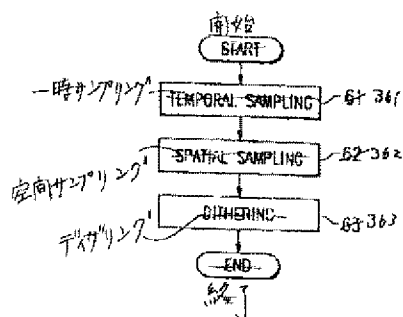 開始
START
一時サンプリング
TEMPORAL SAMPLING
61 361
空間サンプリング
SPATIAL SAMPLING
62 362
ディザリング
DITHERING
63 363
END
終了